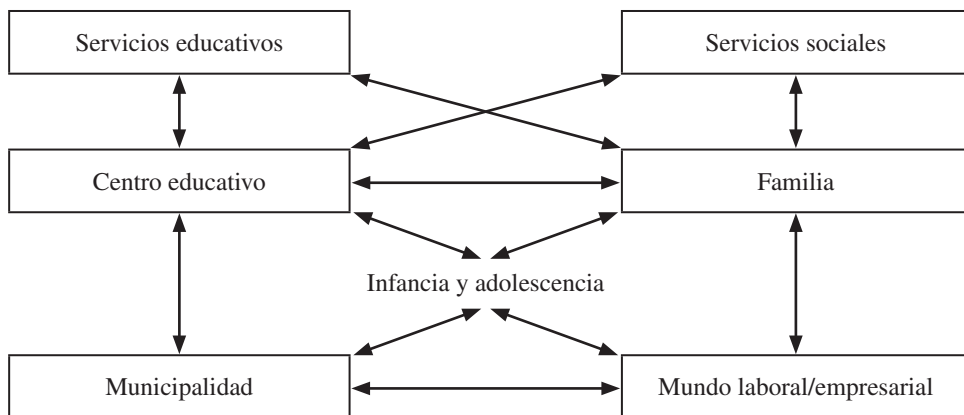 Servicios educativos
Servicios sociales
Centro educativo
Familia
Infancia y adolescencia
Municipalidad
Mundo laboral/empresarial